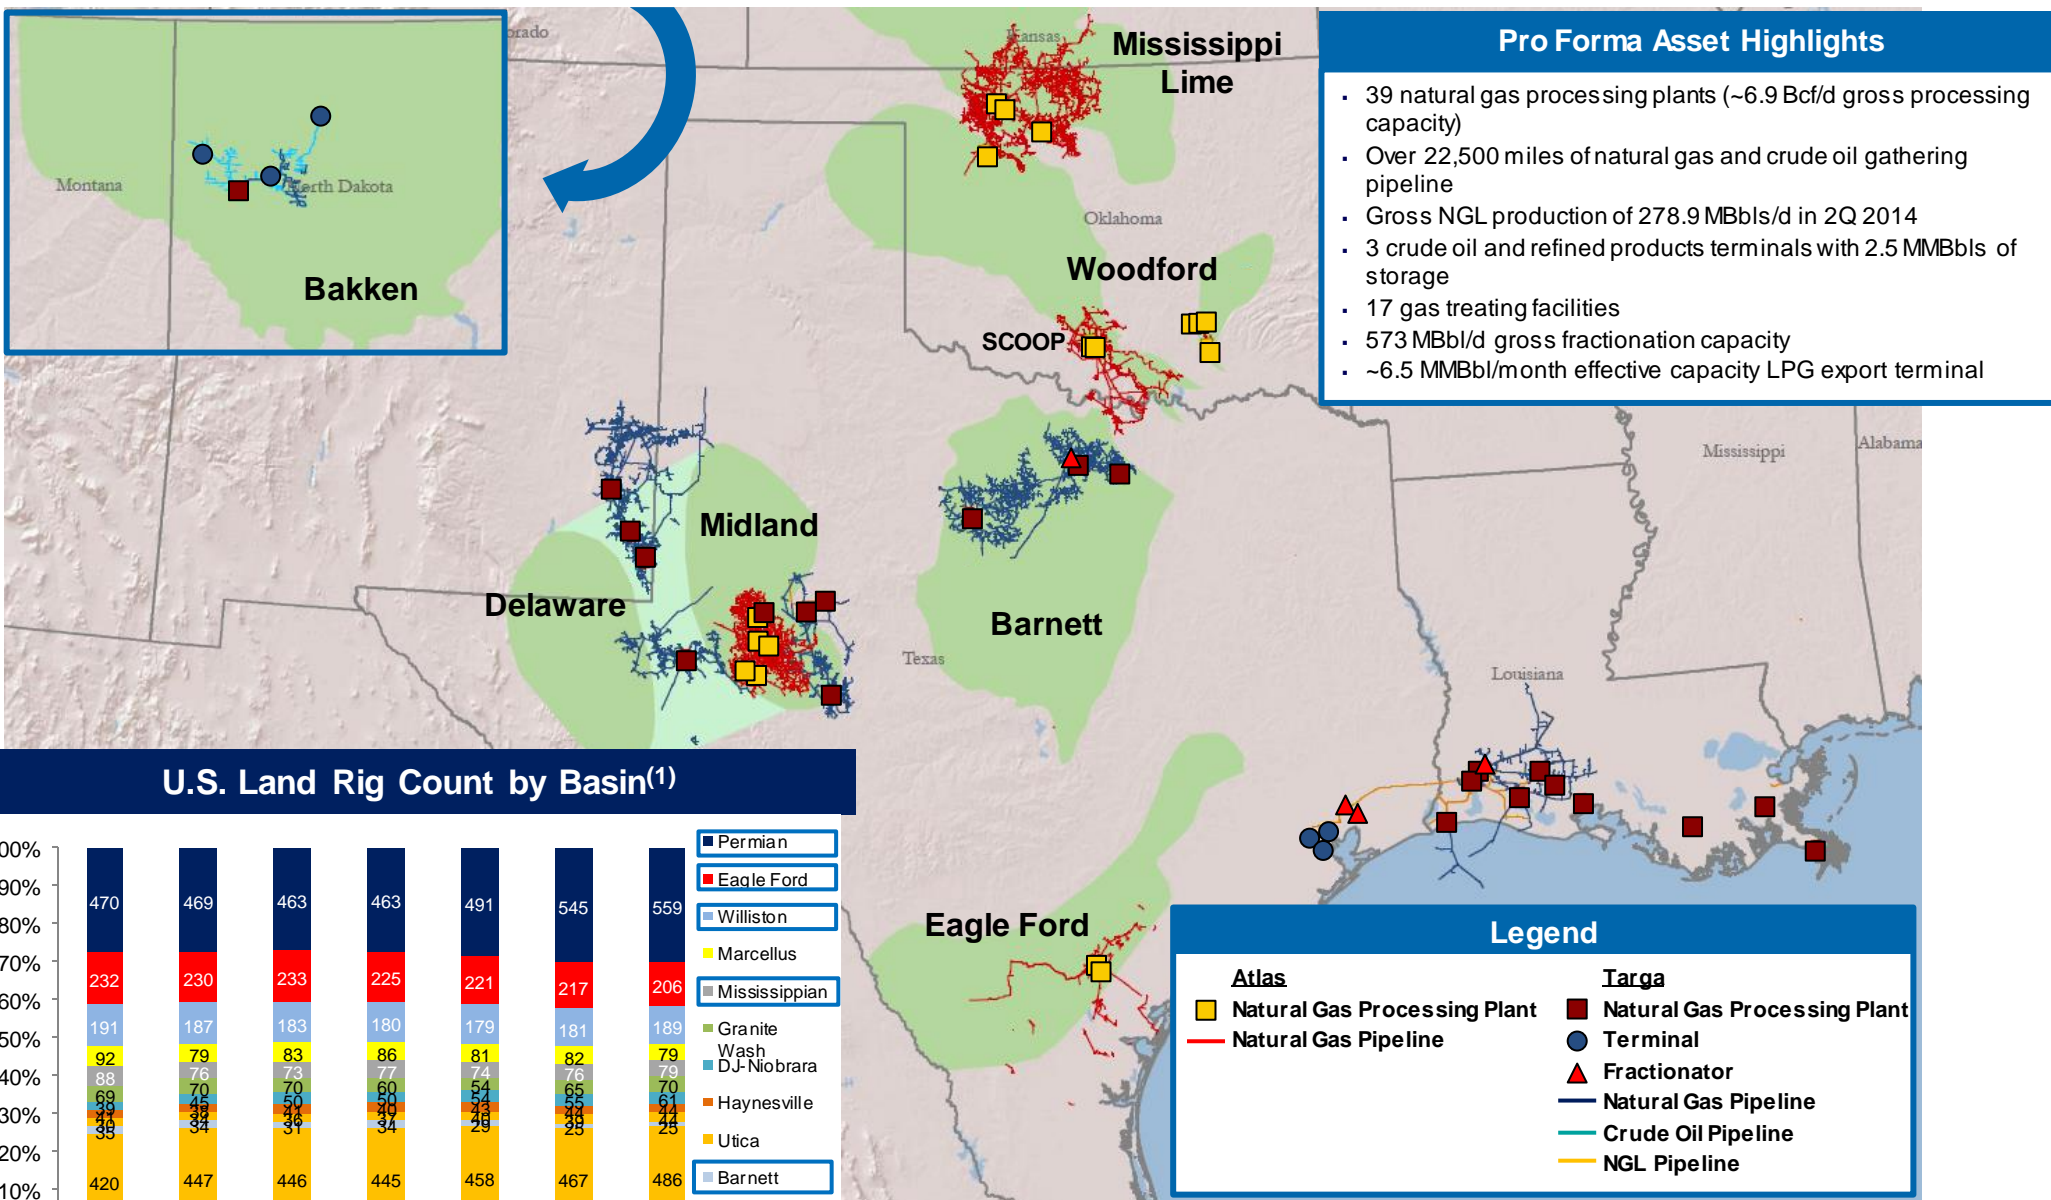 Mississippi
Lime
Kansas
Montana
Bakken
Oklahoma
Woodford
SCOOP
Pro Forma Asset Highlights
39 natural gas processing plants (~6.9 Bcf/d gross processing
capacity)
Over 22,500 miles of natural gas and crude oil gathering
pipeline
Gross NGL production of 278.9 MBbls/d in 2Q 2014
3 crude oil and refined products terminals with 2.5 MMBbls of
storage
17 gas treating facilities
573 MBbl/d gross fractionation capacity
~6.5 MMBbl/month effective capacity LPG export terminal
Mississippi
Alabama
Midland
Delaware
Barnett
Texas
Louisiana
Eagle Ford
U.S. Land Rig Count by Basin(1)
00%
90%
80%
70%
60%
50%
40%
30%
20%
10%
470 469 463 463 491 545 559
232 230 233 225 221 217 206
191 187 183 180 179 181 189
92 79 83 86 81 82 79
88 76 73 77 74 76 79
69 70 70 60 54 65 70
45 50 50 54 55 61
35 34 31 34 29 25 25
420 447 446 445 458 467 486
Permian
Eagle Ford
Williston
Marcellus
Mississippian
Granite
Wash
DJ-Niobrara
Haynesville
Utica
Barnett
Legend
Atlas
Natural Gas Processing Plant
Natural Gas Pipeline
Targa
Natural Gas Processing Plant
Terminal
Fractionator
Natural Gas Pipeline
Crude Oil Pipeline
NGL Pipeline